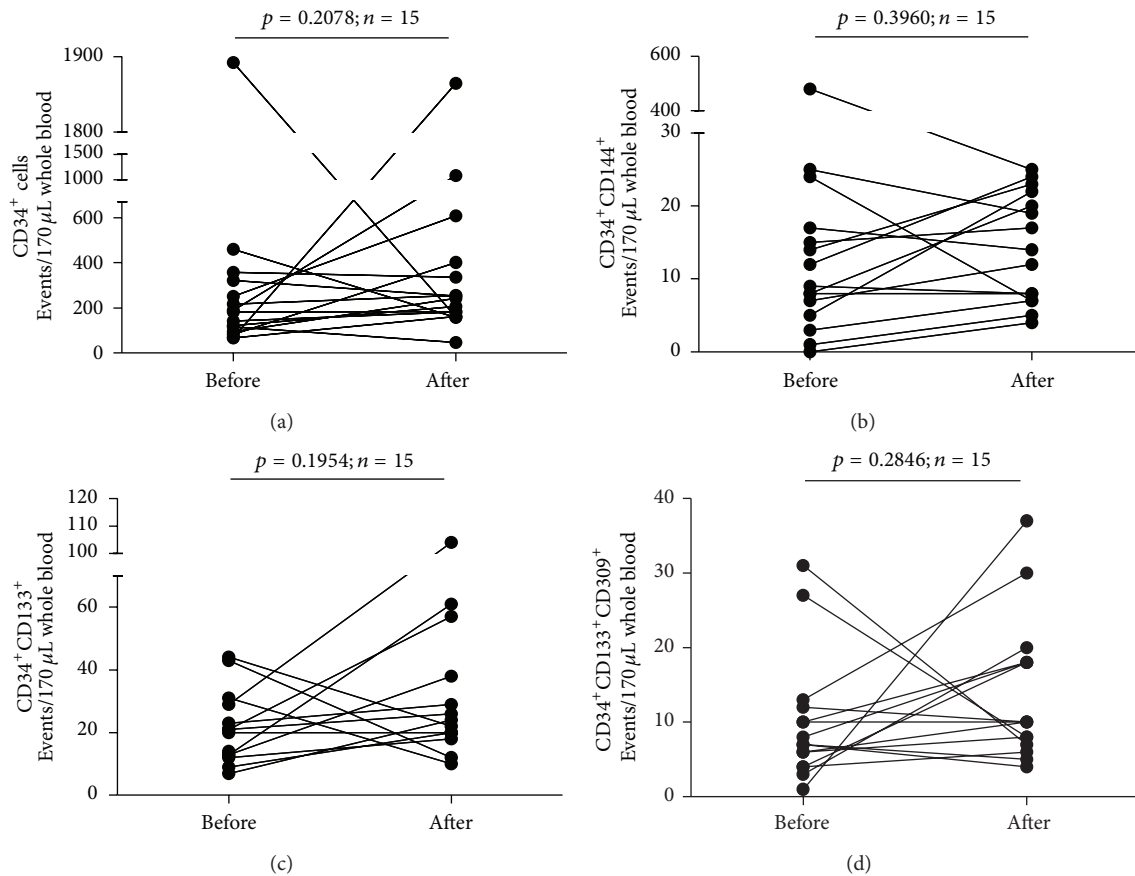 p = 0.2078; n = 15
CD34⁺ cells
Events/170 μL whole blood
1900
1800
1500
1000
600
400
200
0
Before After
(a)
p = 0.3960; n = 15
CD34⁺CD144⁺
Events/170 μL whole blood
600
400
30
20
10
0
Before After
(b)
p = 0.1954; n = 15
CD34⁺CD133⁺
Events/170 μL whole blood
120
100
100
60
40
20
0
Before After
(c)
p = 0.2846; n = 15
CD34⁺CD133⁺CD309⁺
Events/170 μL whole blood
40
30
20
10
0
Before After
(d)